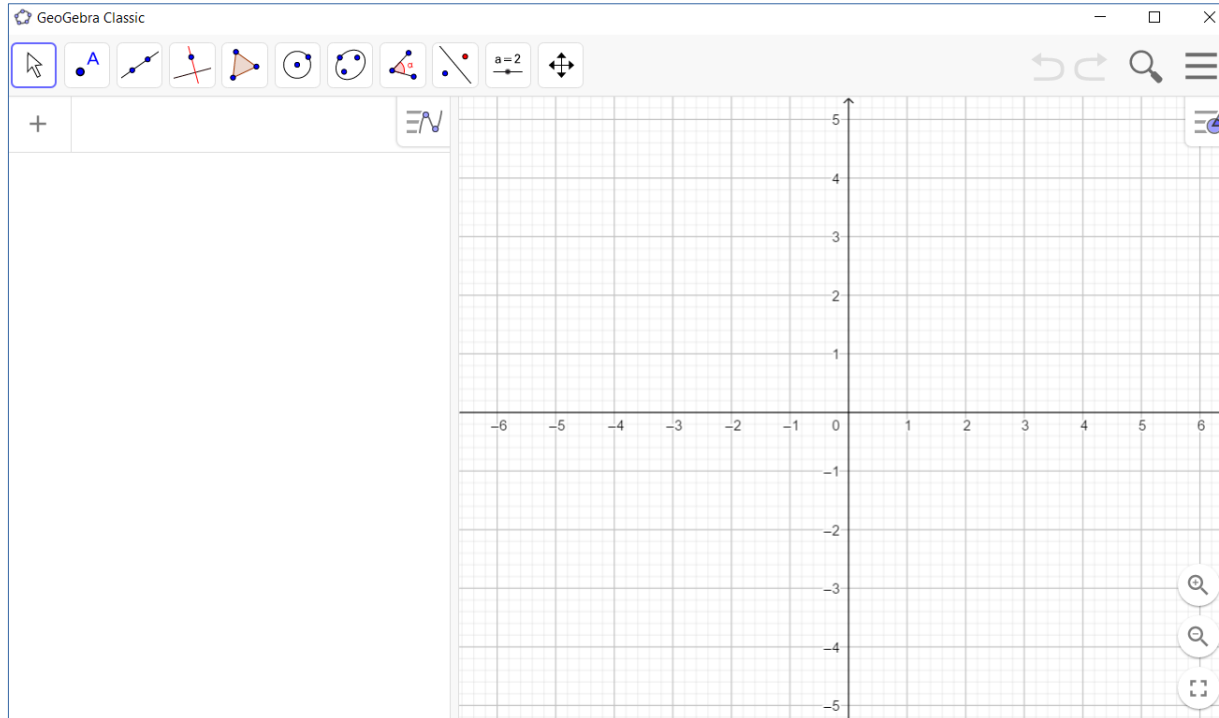 GeoGebra Classic
A
α
a=2
+
5
4
3
2
1
–6 –5 –4 –3 –2 –1 0 1 2 3 4 5 6
–1
–2
–3
–4
–5